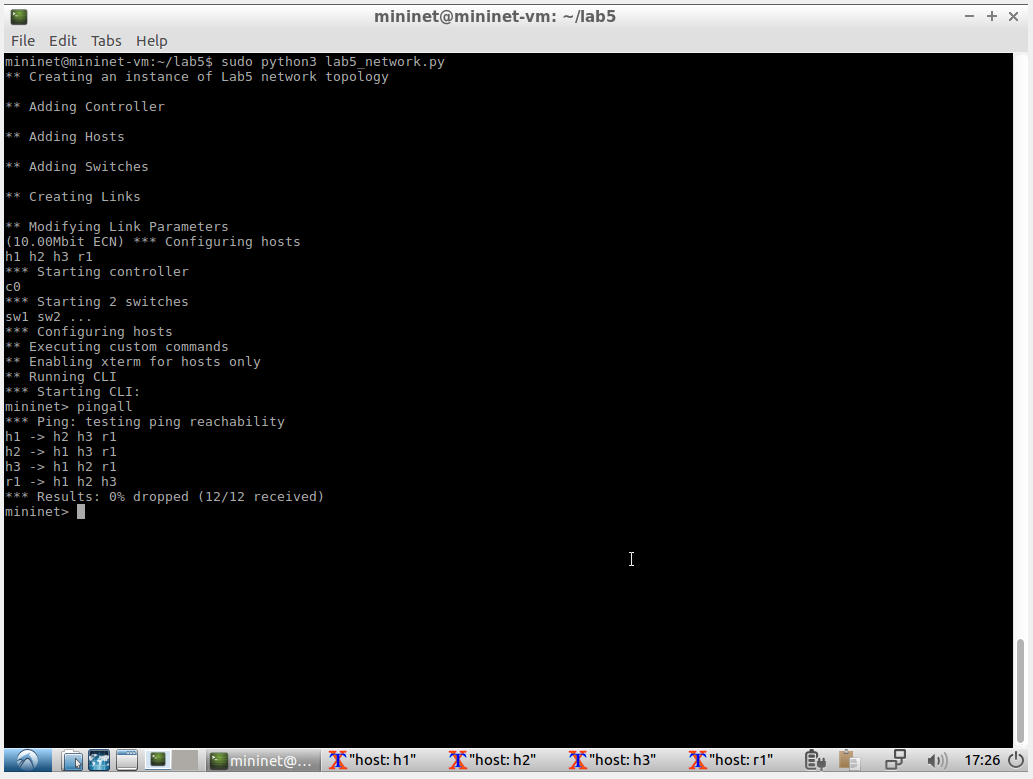 mininet@mininet-vm: ~/lab5
File Edit Tabs Help
mininet@mininet-vm:~/lab5$ sudo python3 lab5_network.py
** Creating an instance of Lab5 network topology
** Adding Controller
** Adding Hosts
** Adding Switches
** Creating Links
** Modifying Link Parameters
(10.00Mbit ECN) *** Configuring hosts
h1 h2 h3 r1
*** Starting controller
c0
*** Starting 2 switches
sw1 sw2 ...
*** Configuring hosts
** Executing custom commands
** Enabling xterm for hosts only
** Running CLI
*** Starting CLI:
mininet> pingall
*** Ping: testing ping reachability
h1 -> h2 h3 r1
h2 -> h1 h3 r1
h3 -> h1 h2 r1
r1 -> h1 h2 h3
*** Results: 0% dropped (12/12 received)
mininet>
mininet@... "host: h1" "host: h2" "host: h3" "host: r1" 17:26